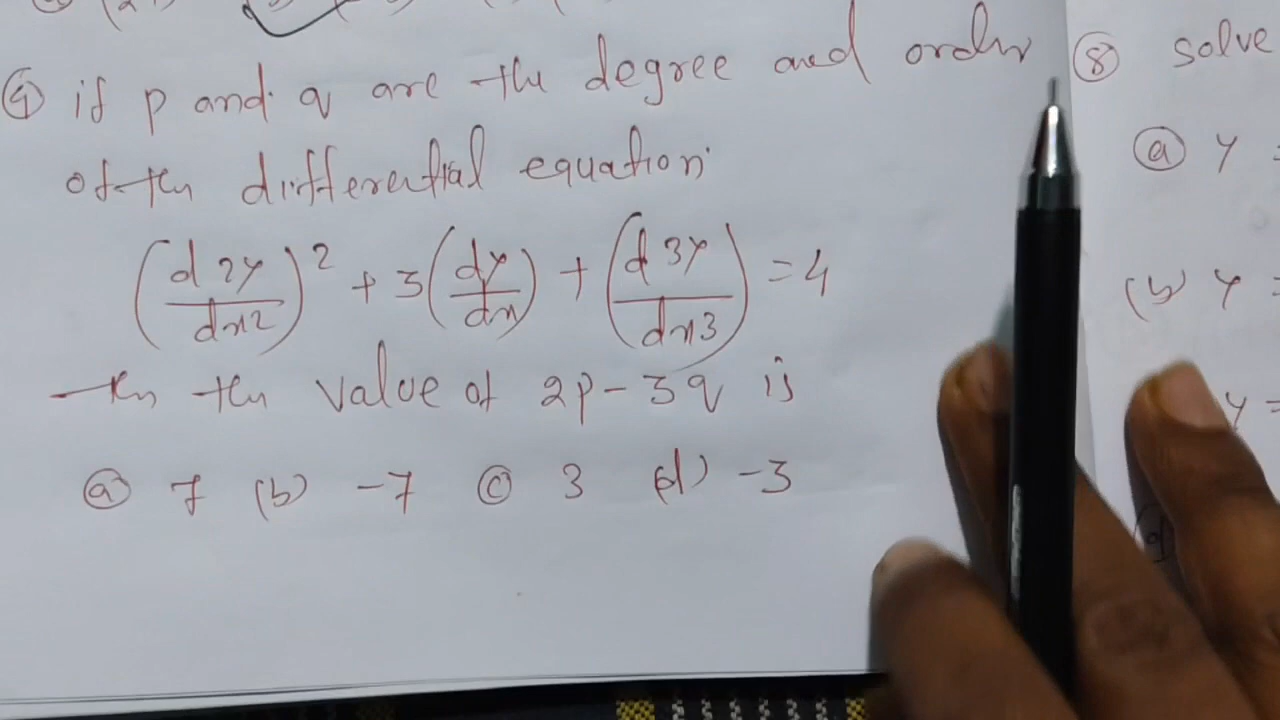 ④ if p and q are the degree and order
of the differential equation
(d2y/dx2)² + 3(dy/dx) + (d3y/dx3) = 4
then the value of 2p - 3q is
ⓐ 7 (b) -7 ⓒ 3 (d) -3
⑧ solve
ⓐ y =
(b) y =
y =